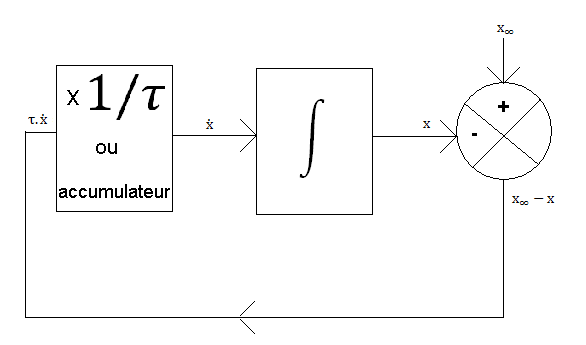 x∞
x 1/τ
ou
accumulateur
τ.ẋ
ẋ
∫
x
+
-
x∞ − x